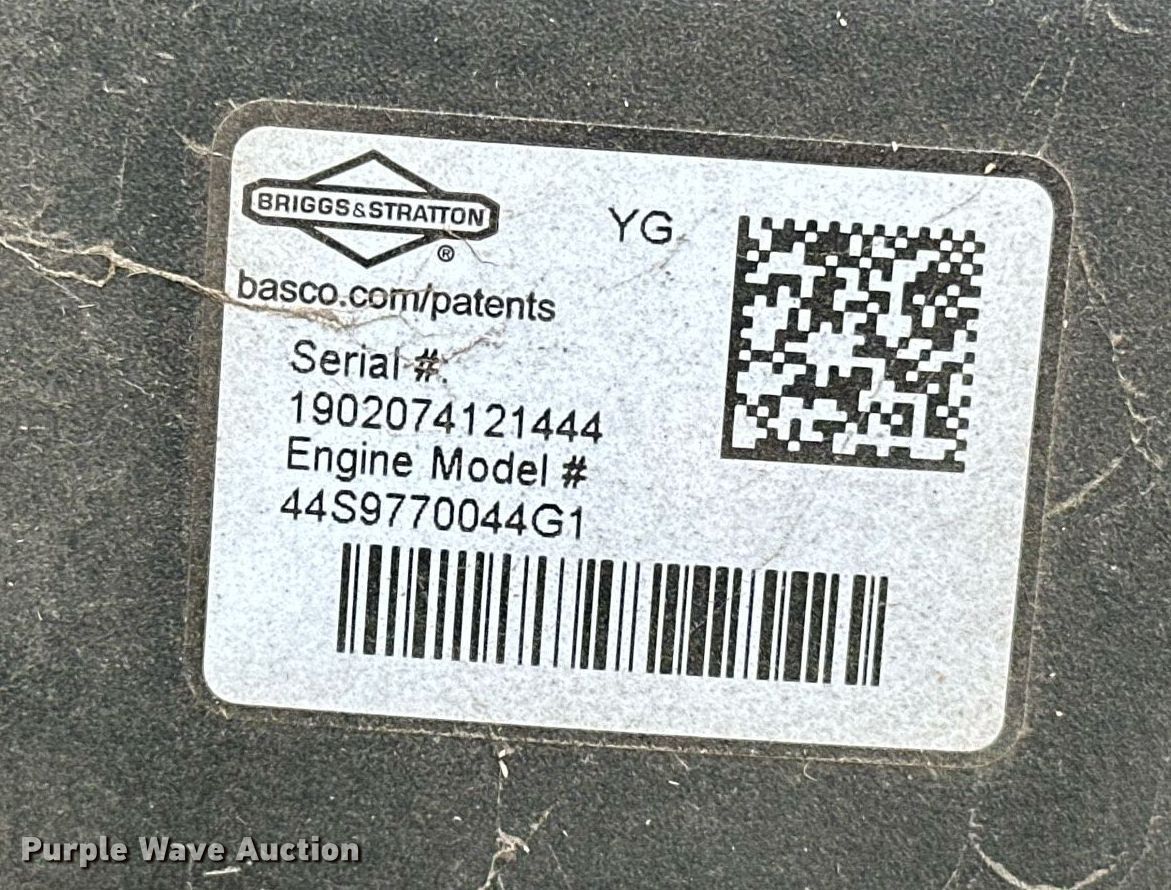 BRIGGS&STRATTON
®
YG
basco.com/patents
Serial #:
1902074121444
Engine Model #
44S9770044G1
Purple Wave Auction